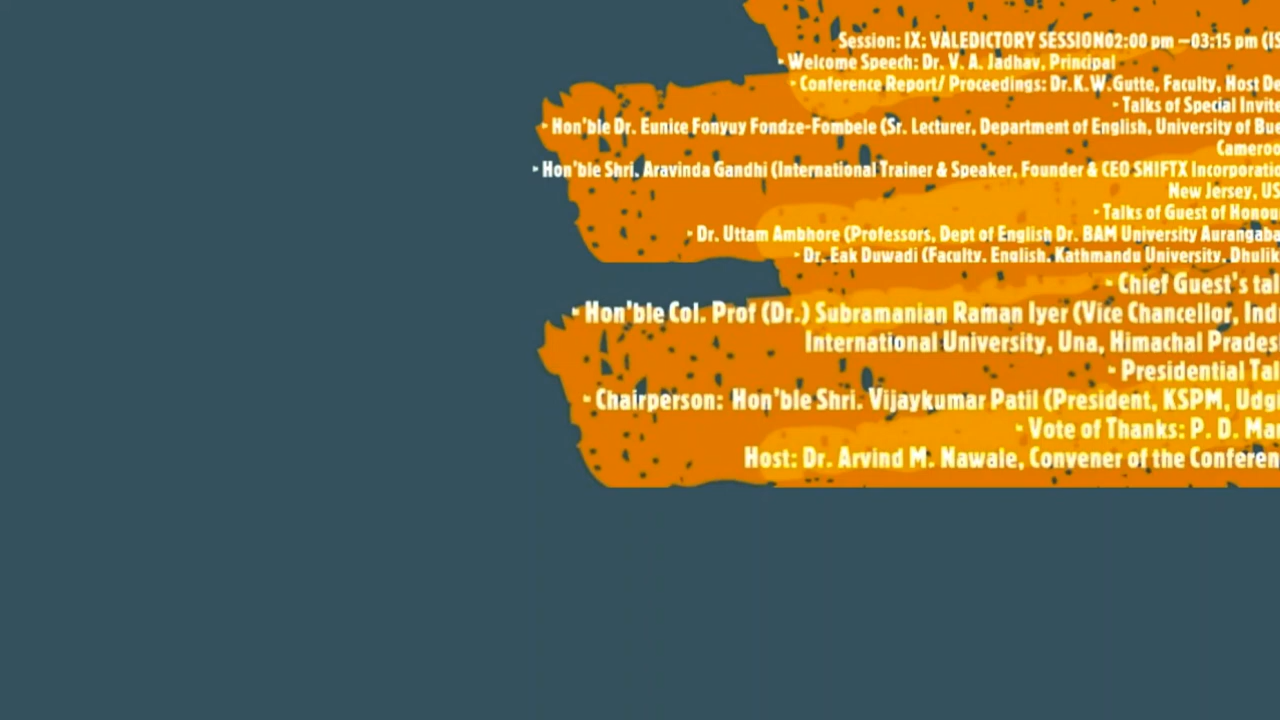 Session: IX: VALEDICTORY SESSION02:00 pm –03:15 pm (IS
- Welcome Speech: Dr. V. A. Jadhav, Principal
- Conference Report/ Proceedings: Dr.K.W.Gutte, Faculty, Host De
- Talks of Special Invite
- Hon'ble Dr. Eunice Fonyuy Fondze-Fombele (Sr. Lecturer, Department of English, University of Bue
Cameroo
- Hon'ble Shri. Aravinda Gandhi (International Trainer & Speaker, Founder & CEO SHIFTX Incorporatio
New Jersey, US
- Talks of Guest of Honou
- Dr. Uttam Ambhore (Professors, Dept of English Dr. BAM University Aurangaba
- Dr. Eak Duwadi (Faculty, English, Kathmandu University, Dhulik
- Chief Guest's tal
- Hon'ble Col. Prof (Dr.) Subramanian Raman Iyer (Vice Chancellor, Ind
International University, Una, Himachal Prades
- Presidential Tal
- Chairperson: Hon'ble Shri. Vijaykumar Patil (President, KSPM, Udgi
- Vote of Thanks: P. D. Man
Host: Dr. Arvind M. Nawale, Convener of the Conferen